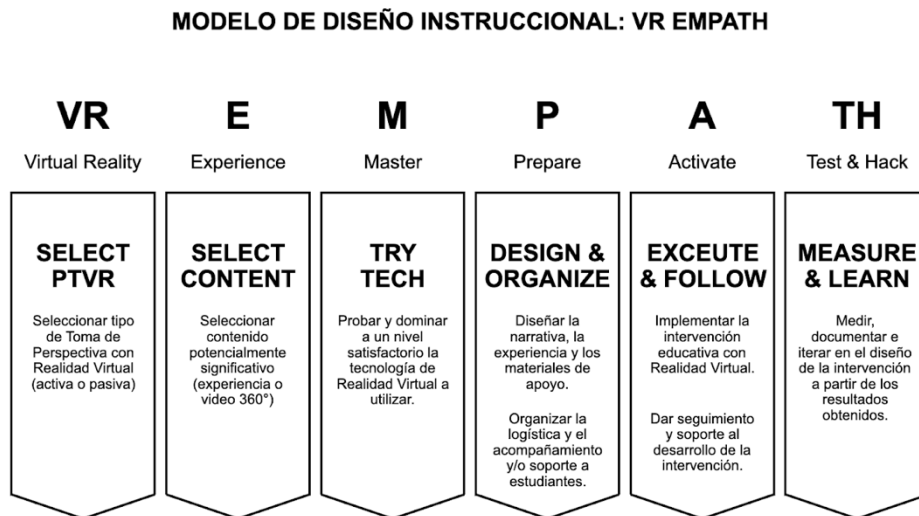 MODELO DE DISEÑO INSTRUCCIONAL: VR EMPATH
VR
Virtual Reality
SELECT
PTVR
Seleccionar tipo
de Toma de
Perspectiva con
Realidad Virtual
(activa o pasiva)
E
Experience
SELECT
CONTENT
Seleccionar
contenido
potencialmente
significativo
(experiencia o
video 360°)
M
Master
TRY
TECH
Probar y dominar
a un nivel
satisfactorio la
tecnología de
Realidad Virtual a
utilizar.
P
Prepare
DESIGN &
ORGANIZE
Diseñar la
narrativa, la
experiencia y los
materiales de
apoyo.
Organizar la
logística y el
acompañamiento
y/o soporte a
estudiantes.
A
Activate
EXCEUTE
& FOLLOW
Implementar la
intervención
educativa con
Realidad Virtual.
Dar seguimiento
y soporte al
desarrollo de la
intervención.
TH
Test & Hack
MEASURE
& LEARN
Medir,
documentar e
iterar en el diseño
de la intervención
a partir de los
resultados
obtenidos.